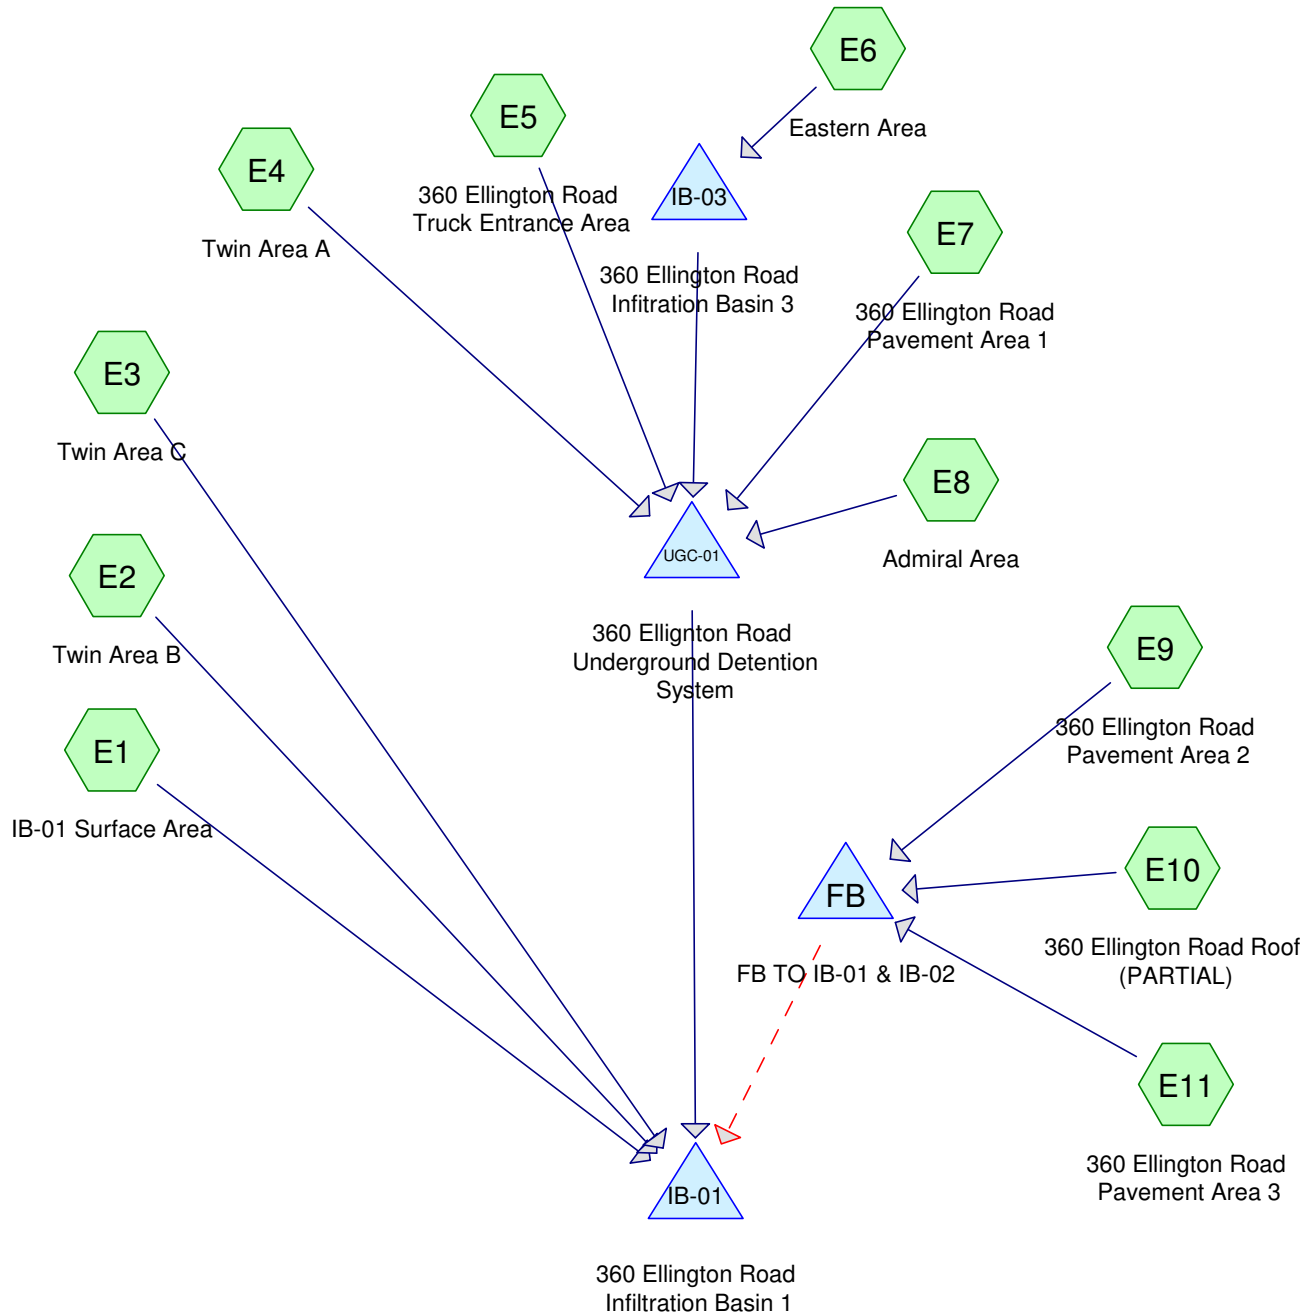 E6
Eastern Area
E5
360 Ellington Road
Truck Entrance Area
E4
Twin Area A
IB-03
360 Ellington Road
Infitration Basin 3
E7
360 Ellington Road
Pavement Area 1
E3
Twin Area C
E8
Admiral Area
UGC-01
360 Ellignton Road
Underground Detention
System
E2
Twin Area B
E9
360 Ellington Road
Pavement Area 2
E1
IB-01 Surface Area
E10
360 Ellington Road Roof
(PARTIAL)
FB
FB TO IB-01 & IB-02
E11
360 Ellington Road
Pavement Area 3
IB-01
360 Ellington Road
Infiltration Basin 1